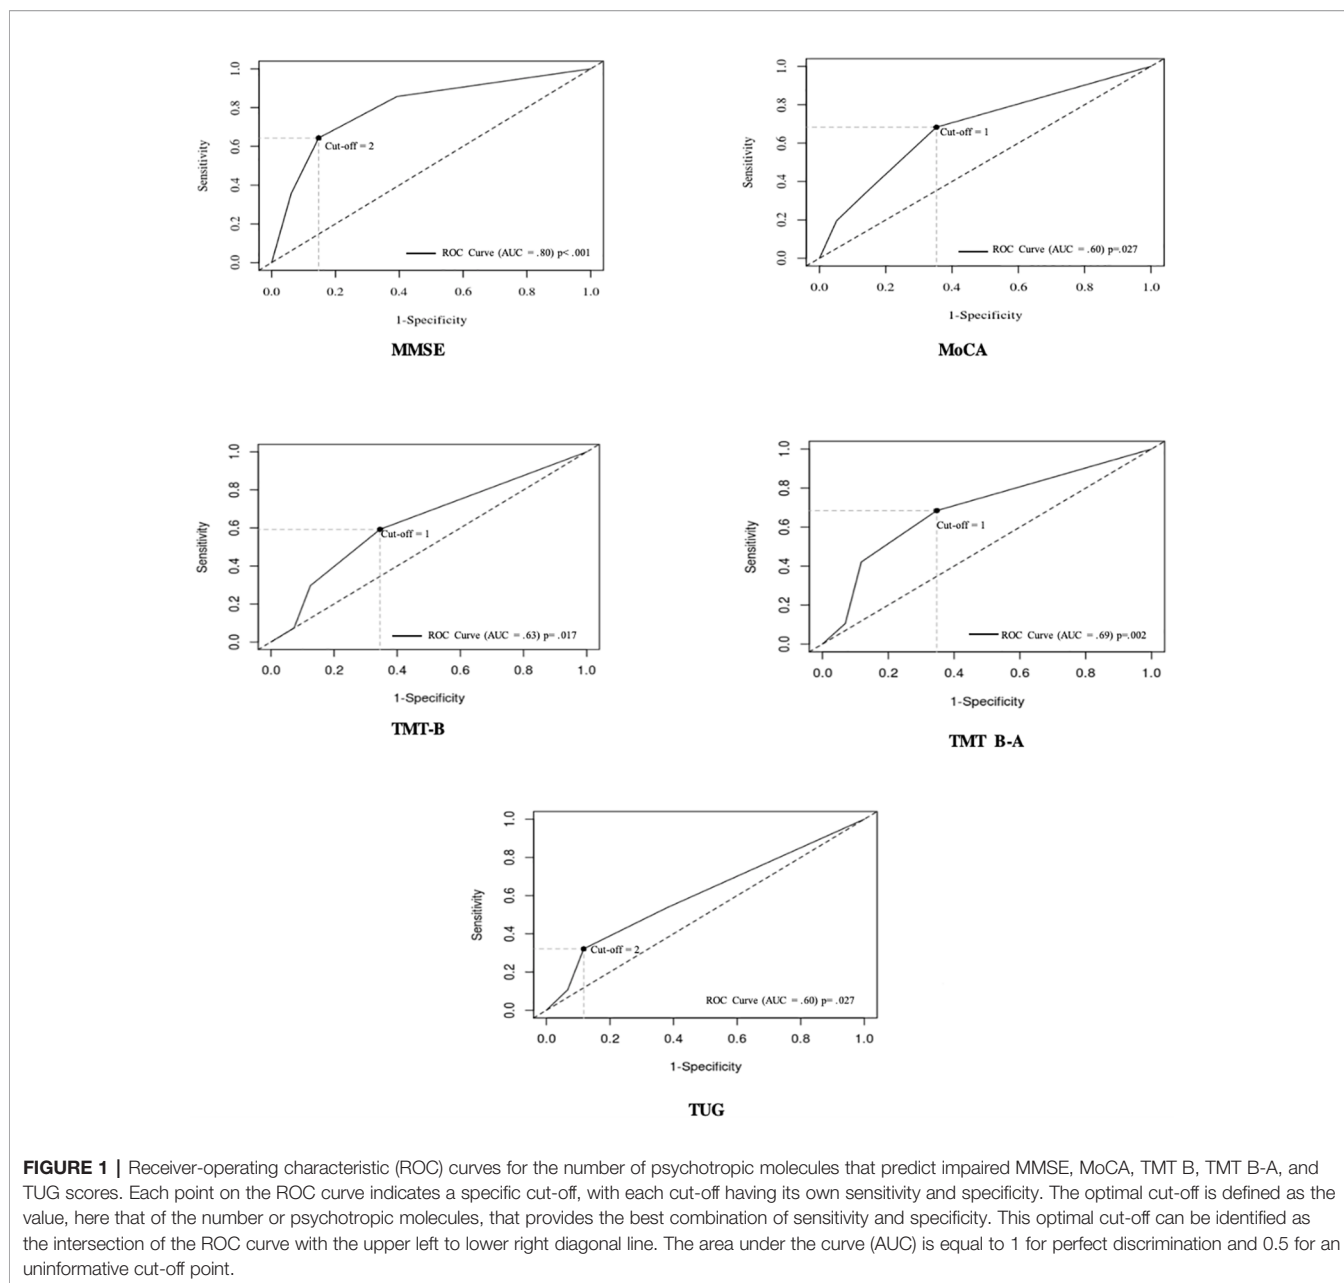 1.0
0.8
0.6
0.4
0.2
0.0
Sensitivity
Cut-off = 2
ROC Curve (AUC = .80) p< .001
0.0 0.2 0.4 0.6 0.8 1.0
1-Specificity
MMSE
1.0
0.8
0.6
0.4
0.2
0.0
Sensitivity
Cut-off = 1
ROC Curve (AUC = .60) p=.027
0.0 0.2 0.4 0.6 0.8 1.0
1-Specificity
MoCA
1.0
0.8
0.6
0.4
0.2
0.0
Sensitivity
Cut-off = 1
ROC Curve (AUC = .63) p= .017
0.0 0.2 0.4 0.6 0.8 1.0
1-Specificity
TMT-B
1.0
0.8
0.6
0.4
0.2
0.0
Sensitivity
Cut-off = 1
ROC Curve (AUC = .69) p=.002
0.0 0.2 0.4 0.6 0.8 1.0
1-Specificity
TMT B-A
1.0
0.8
0.6
0.4
0.2
0.0
Sensitivity
Cut-off = 2
ROC Curve (AUC = .60) p= .027
0.0 0.2 0.4 0.6 0.8 1.0
1-Specificity
TUG
FIGURE 1 | Receiver-operating characteristic (ROC) curves for the number of psychotropic molecules that predict impaired MMSE, MoCA, TMT B, TMT B-A, and
TUG scores. Each point on the ROC curve indicates a specific cut-off, with each cut-off having its own sensitivity and specificity. The optimal cut-off is defined as the
value, here that of the number or psychotropic molecules, that provides the best combination of sensitivity and specificity. This optimal cut-off can be identified as
the intersection of the ROC curve with the upper left to lower right diagonal line. The area under the curve (AUC) is equal to 1 for perfect discrimination and 0.5 for an
uninformative cut-off point.